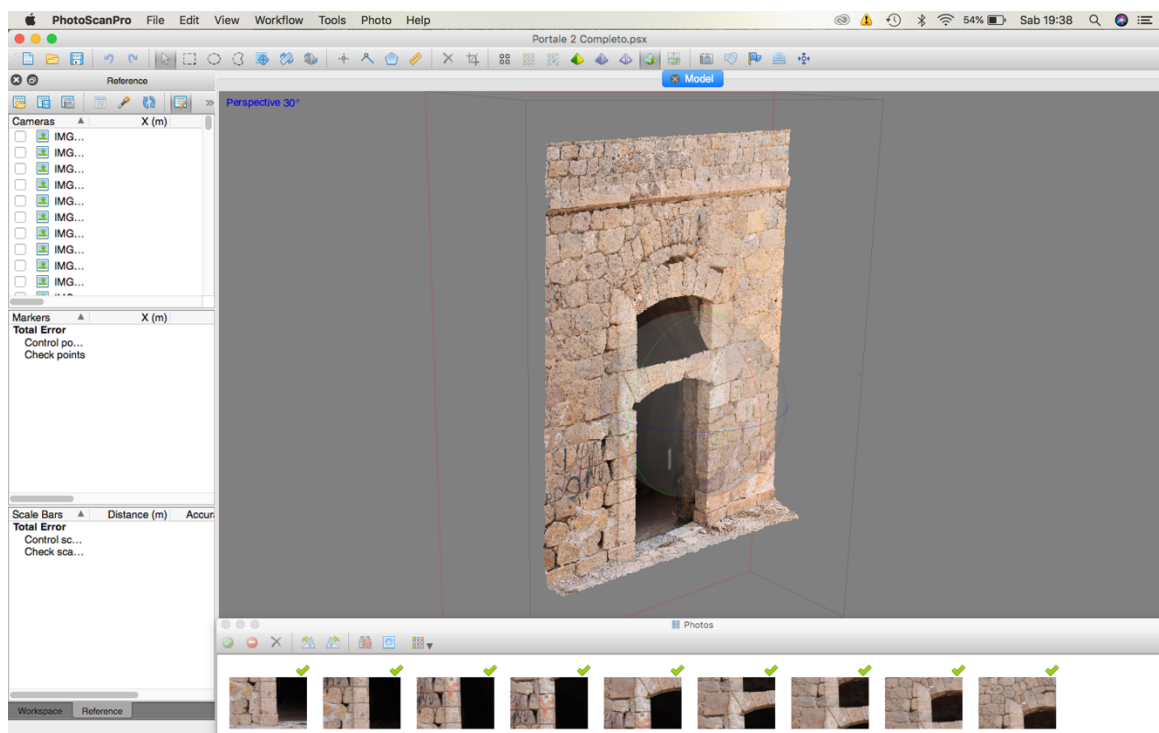 PhotoScanPro File Edit View Workflow Tools Photo Help 54% Sab 19:38
Portale 2 Completo.psx
Reference
Model
Perspective 30°
Cameras X (m)
IMG...
IMG...
IMG...
IMG...
IMG...
IMG...
IMG...
IMG...
IMG...
IMG...
Markers X (m)
Total Error
Control po...
Check points
Scale Bars Distance (m) Accur
Total Error
Control sc...
Check sca...
Photos
Workspace Reference